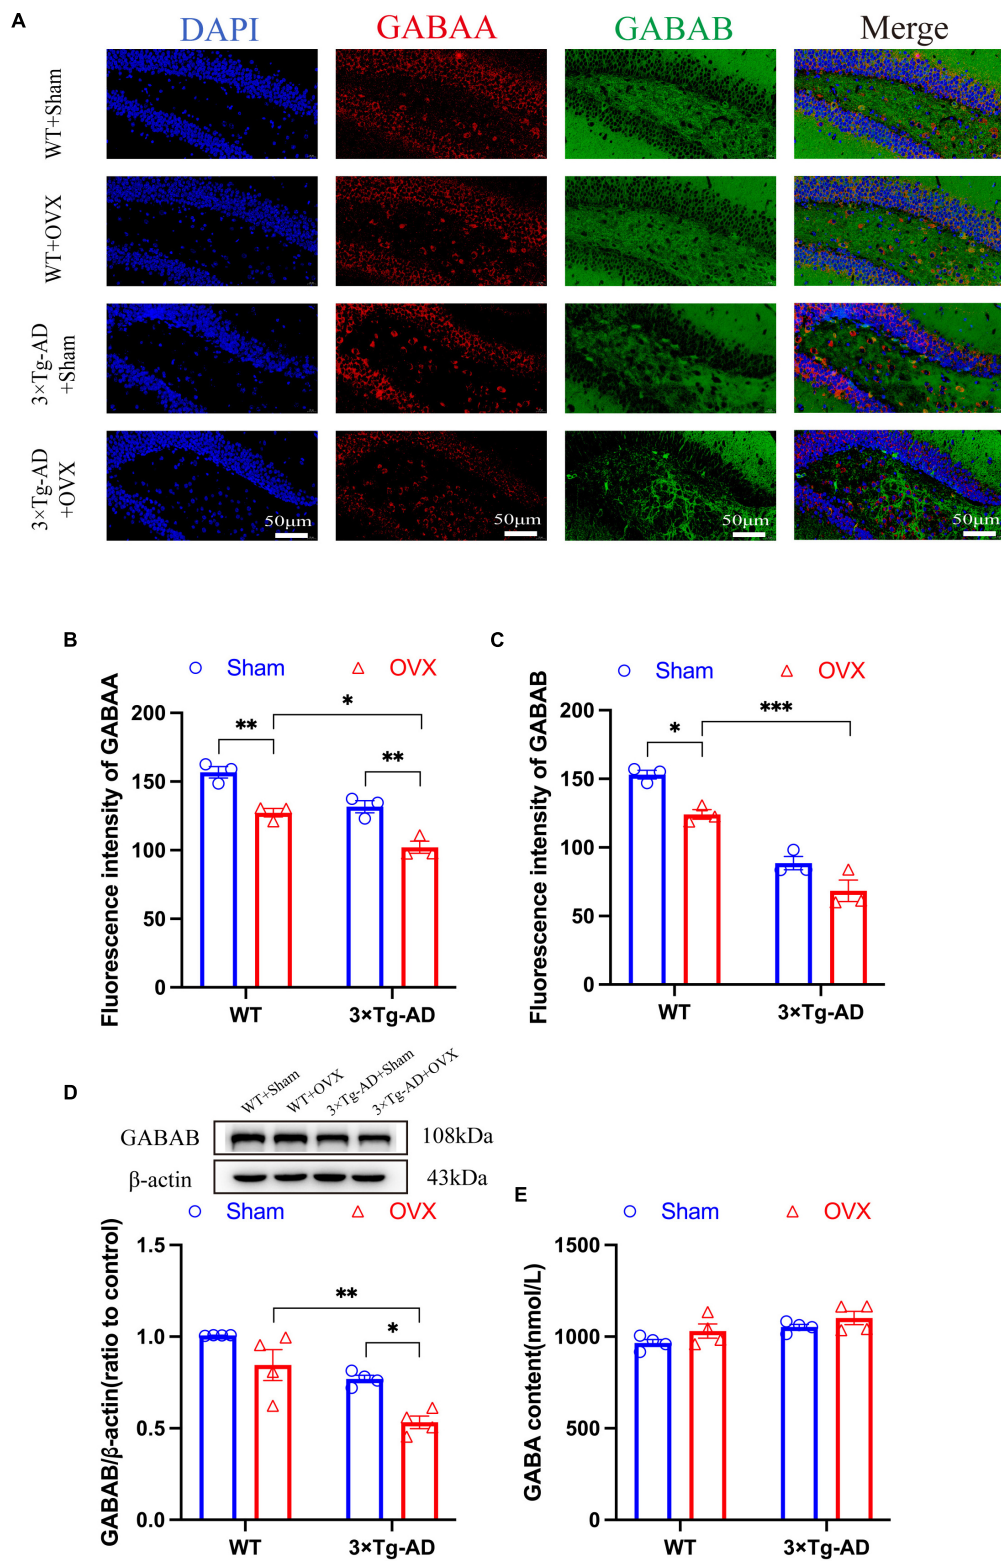 A
DAPI GABAA GABAB Merge
WT+Sham
WT+OVX
3×Tg-AD
+Sham
3×Tg-AD
+OVX
50μm 50μm 50μm 50μm
B
Sham OVX
Fluorescence intensity of GABAA
200
150
100
50
0
** * **
WT 3×Tg-AD
C
Sham OVX
Fluorescence intensity of GABAB
200
150
100
50
0
* ***
WT 3×Tg-AD
D
WT+Sham WT+OVX 3×Tg-AD+Sham 3×Tg-AD+OVX
GABAB 108kDa
β-actin 43kDa
Sham OVX
GABAB/β-actin(ratio to control)
1.5
1.0
0.5
0.0
** *
WT 3×Tg-AD
E
Sham OVX
GABA content(nmol/L)
1500
1000
500
0
WT 3×Tg-AD